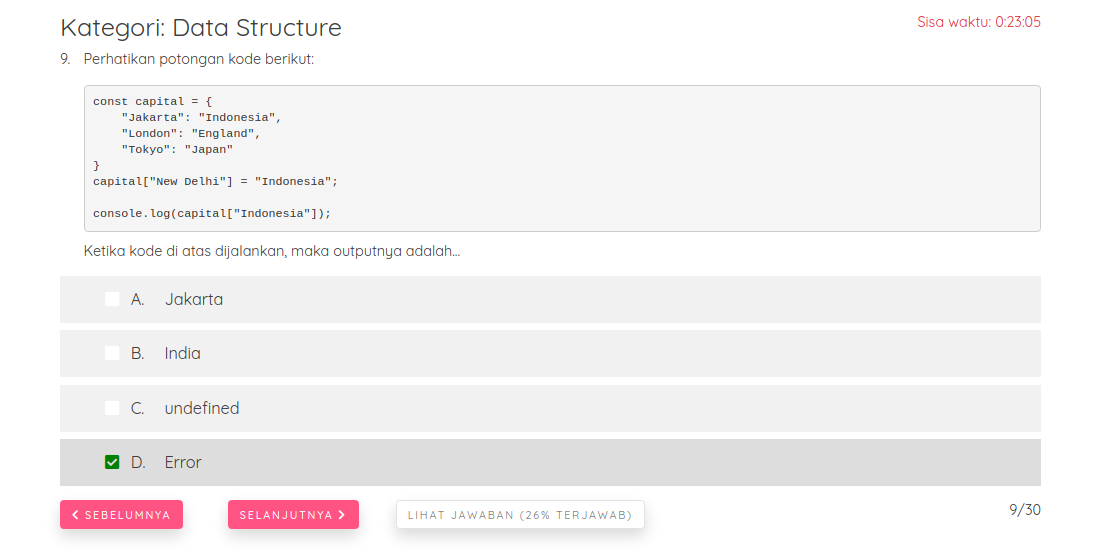 Kategori: Data Structure
Sisa waktu: 0:23:05
9. Perhatikan potongan kode berikut:
const capital = {
    "Jakarta": "Indonesia",
    "London": "England",
    "Tokyo": "Japan"
}
capital["New Delhi"] = "Indonesia";
console.log(capital["Indonesia"]);
Ketika kode di atas dijalankan, maka outputnya adalah...
A. Jakarta
B. India
C. undefined
D. Error
SEBELUMNYA
SELANJUTNYA
LIHAT JAWABAN (26% TERJAWAB)
9/30